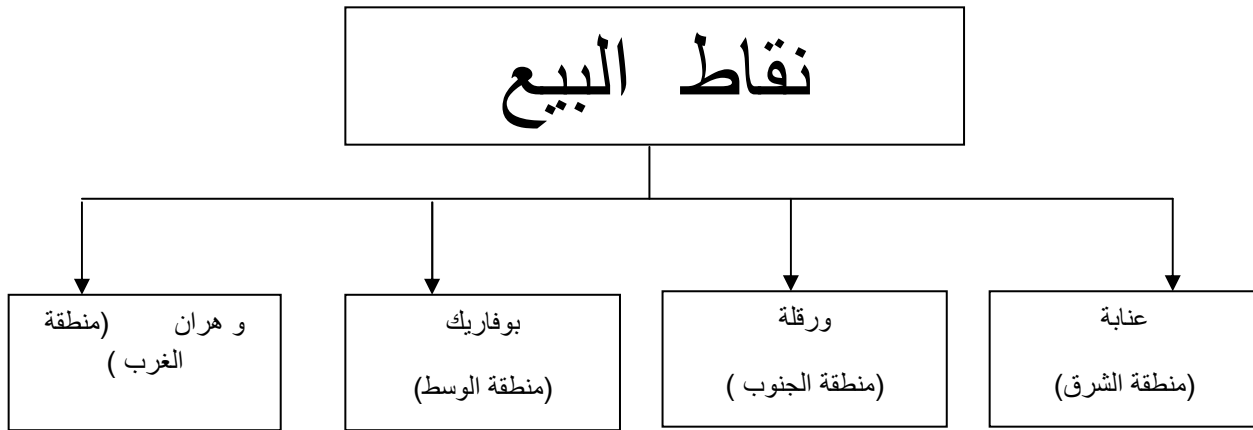 نقاط البيع
عنابة
(منطقة الشرق)
ورقلة
(منطقة الجنوب )
بوفاريك
(منطقة الوسط)
و هران (منطقة
الغرب )